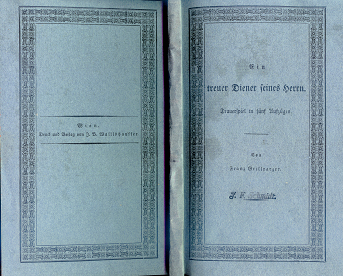 Wien.
Druck und Verlag von J. B. Wallishausser.
Ein
treuer Diener seines Herrn.
Trauerspiel in fünf Aufzügen.
Von
Franz Grillparzer.